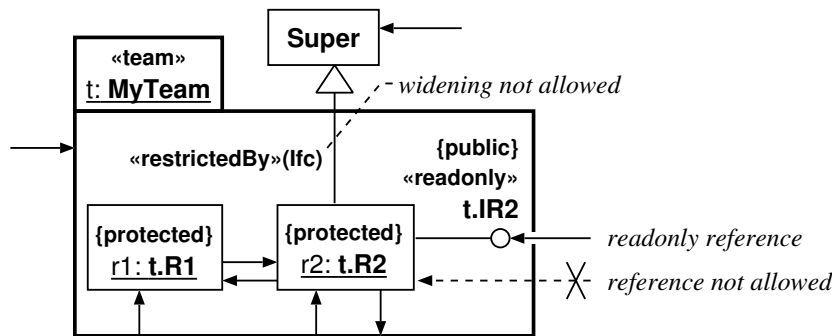 Super
«team»
t: MyTeam
widening not allowed
«restrictedBy»(Ifc)
{public}
«readonly»
t.IR2
{protected}
r1: t.R1
{protected}
r2: t.R2
readonly reference
reference not allowed